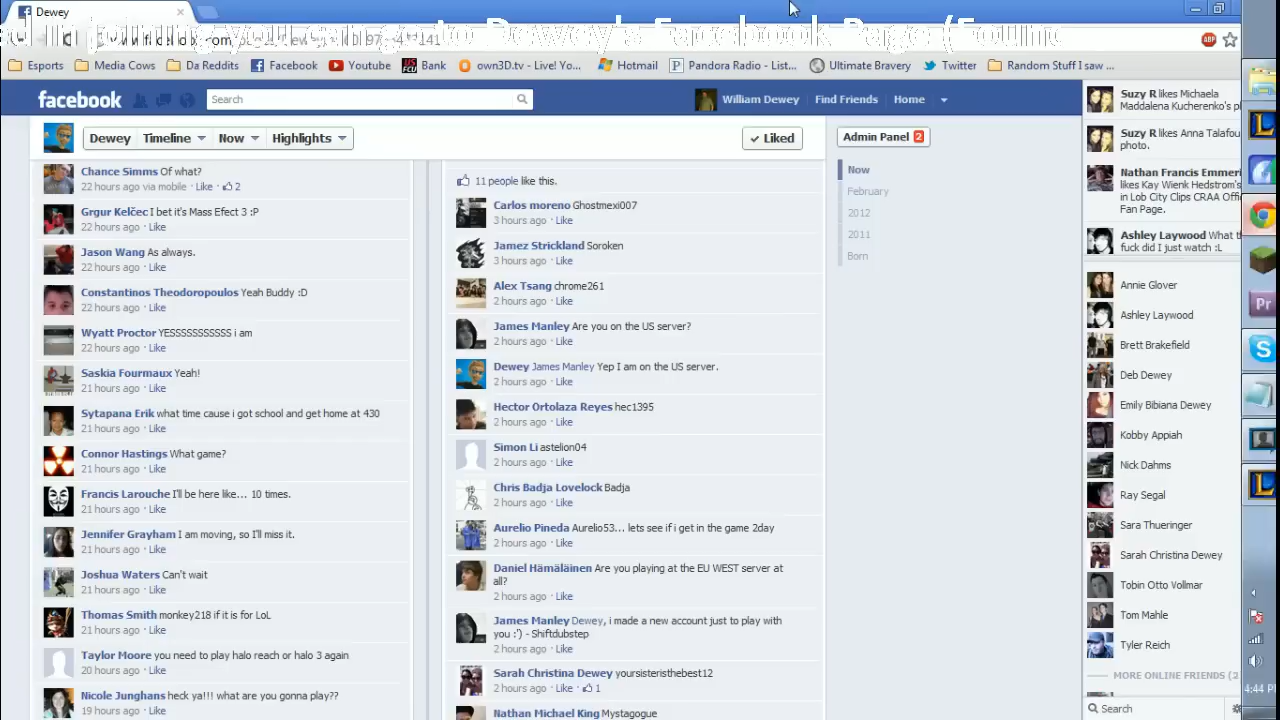 Dewey
to Dewey's Facebook Page (Found
Esports Media Cows Da Reddits Facebook Youtube Bank own3D.tv - Live! Yo... Hotmail Pandora Radio - List... Ultimate Bravery Twitter Random Stuff I saw ...
facebook Search William Dewey Find Friends Home
Dewey Timeline Now Highlights Liked Admin Panel 2
Chance Simms Of what?
22 hours ago via mobile · Like · 2
Grgur Kelčec I bet it's Mass Efect 3 :P
22 hours ago · Like
Jason Wang As always.
22 hours ago · Like
Constantinos Theodoropoulos Yeah Buddy :D
22 hours ago · Like
Wyatt Proctor YESSSSSSSSSSS i am
22 hours ago · Like
Saskia Fourmaux Yeah!
21 hours ago · Like
Sytapana Erik what time cause i got school and get home at 430
21 hours ago · Like
Connor Hastings What game?
21 hours ago · Like
Francis Larouche I'll be here like... 10 times.
21 hours ago · Like
Jennifer Grayham I am moving, so I'll miss it.
21 hours ago · Like
Joshua Waters Can't wait
21 hours ago · Like
Thomas Smith monkey218 if it is for LoL
21 hours ago · Like
Taylor Moore you need to play halo reach or halo 3 again
20 hours ago · Like
Nicole Junghans heck ya!!! what are you gonna play??
19 hours ago · Like
11 people like this.
Carlos moreno Ghostmexi007
3 hours ago · Like
Jamez Strickland Soroken
3 hours ago · Like
Alex Tsang chrome261
2 hours ago · Like
James Manley Are you on the US server?
2 hours ago · Like
Dewey James Manley Yep I am on the US server.
2 hours ago · Like
Hector Ortolaza Reyes hec1395
2 hours ago · Like
Simon Li astelion04
2 hours ago · Like
Chris Badja Lovelock Badja
2 hours ago · Like
Aurelio Pineda Aurelio53... lets see if i get in the game 2day
2 hours ago · Like
Daniel Hämäläinen Are you playing at the EU WEST server at
all?
2 hours ago · Like
James Manley Dewey, i made a new account just to play with
you :') - Shiftdubstep
2 hours ago · Like
Sarah Christina Dewey yoursisteristhebest12
2 hours ago · Like · 1
Nathan Michael King Mystagogue
Now
February
2012
2011
Born
Suzy R likes Michaela
Maddalena Kucherenko's p
Suzy R likes Anna Talafou
photo.
Nathan Francis Emmeri
likes Kay Wienk Hedstrom's
in Lob City Clips CRAA Offi
Fan Page.
Ashley Laywood What t
fuck did I just watch :L
Annie Glover
Ashley Laywood
Brett Brakefield
Deb Dewey
Emily Bibiana Dewey
Kobby Appiah
Nick Dahms
Ray Segal
Sara Thueringer
Sarah Christina Dewey
Tobin Otto Vollmar
Tom Mahle
Tyler Reich
MORE ONLINE FRIENDS (2
Search
4:44 P